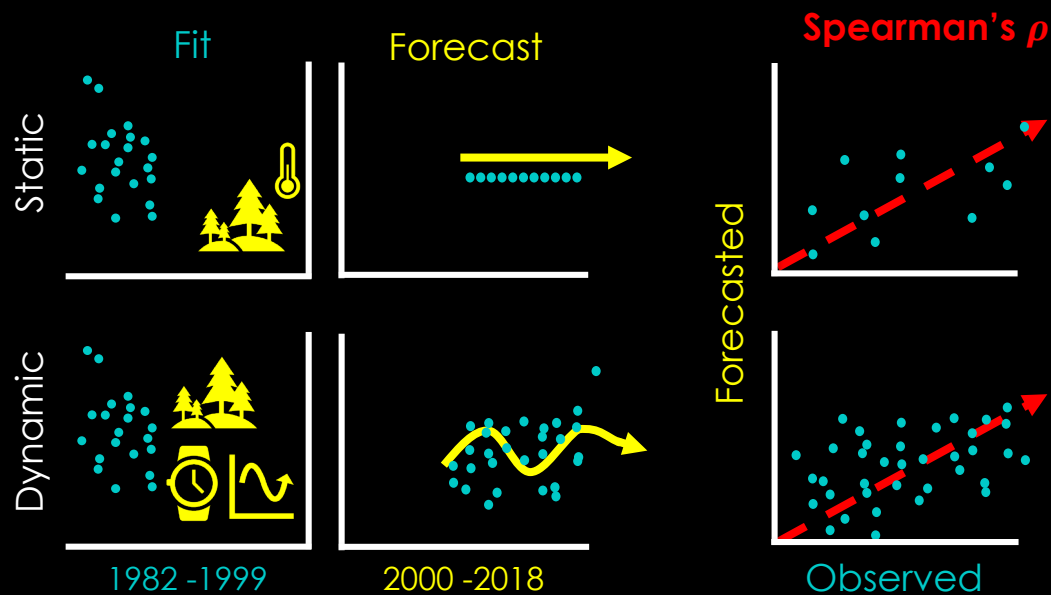 Fit
Forecast
Spearman's ρ
Static
Dynamic
Forecasted
1982 -1999
2000 -2018
Observed